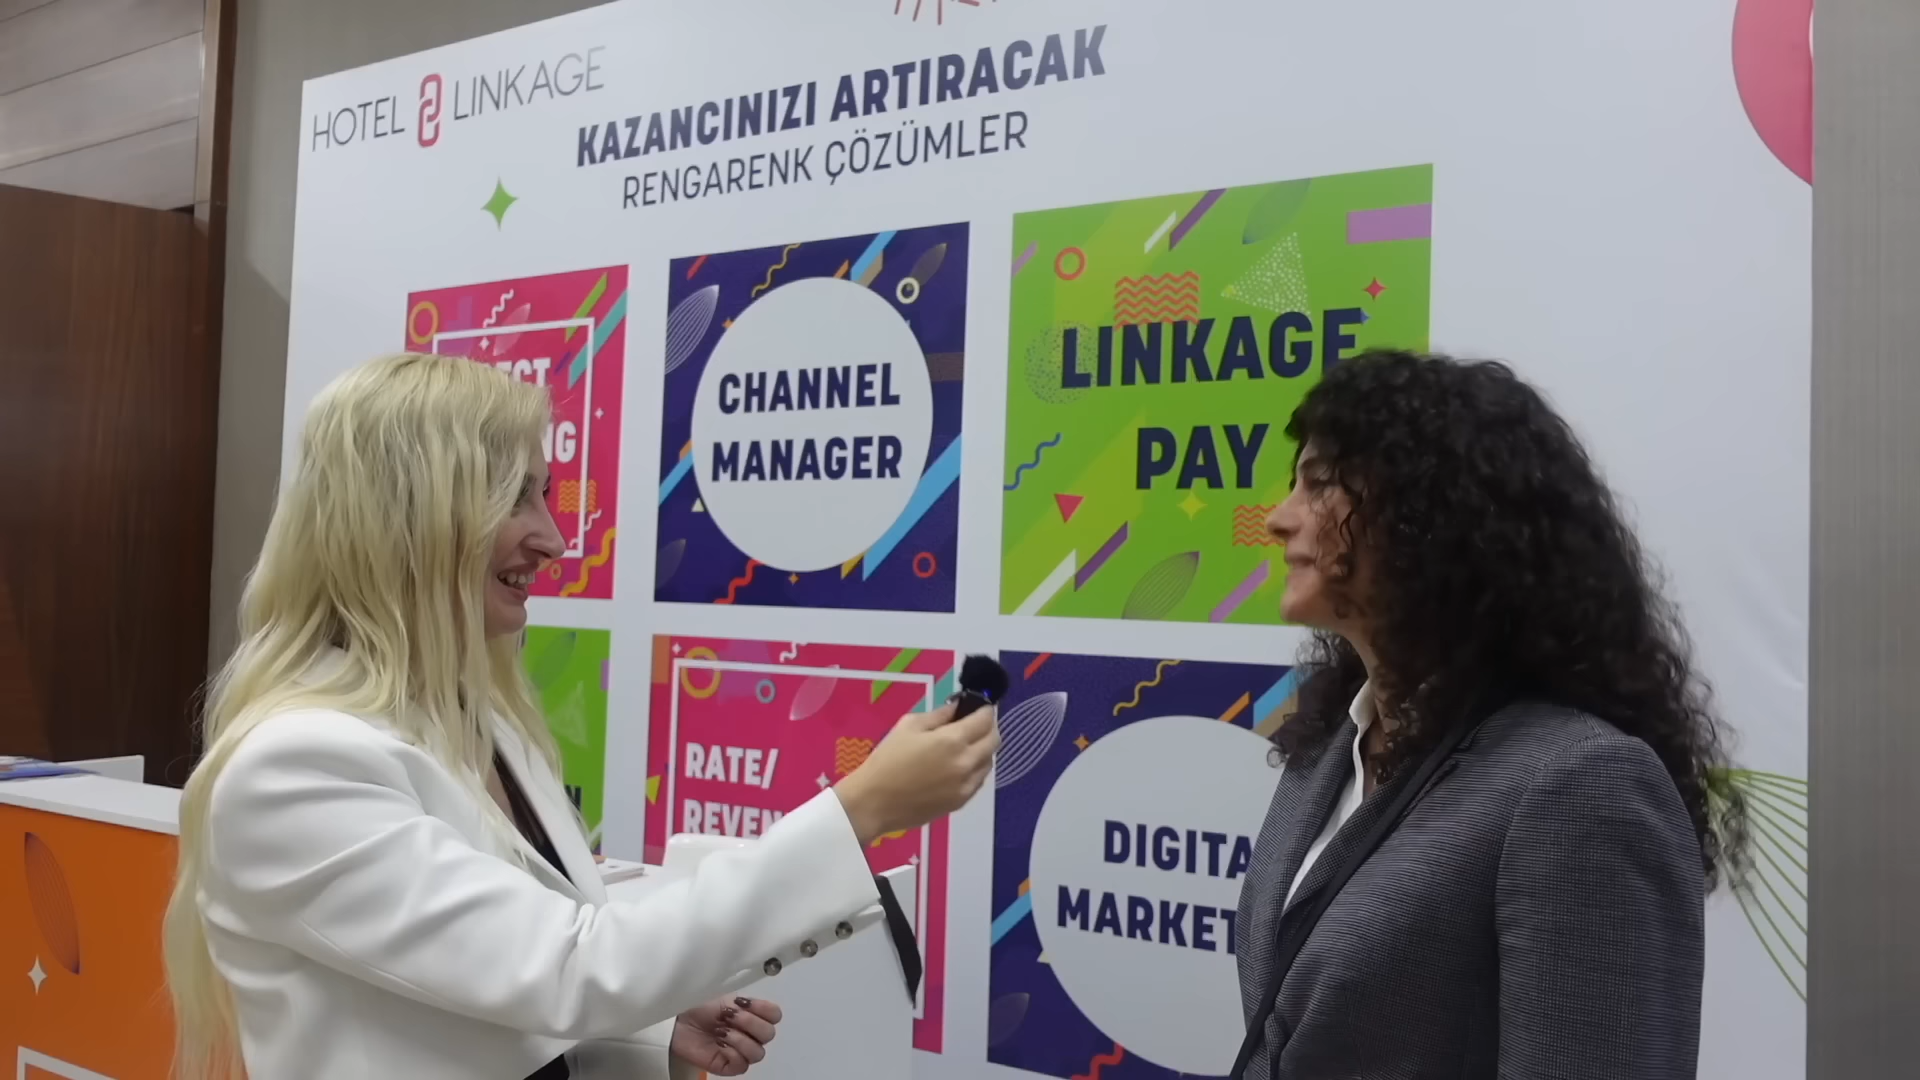 HOTEL LINKAGE
KAZANCINIZI ARTIRACAK
RENGARENK ÇÖZÜMLER
CHANNEL
MANAGER
LINKAGE
PAY
RATE/
DIGITA
MARKET